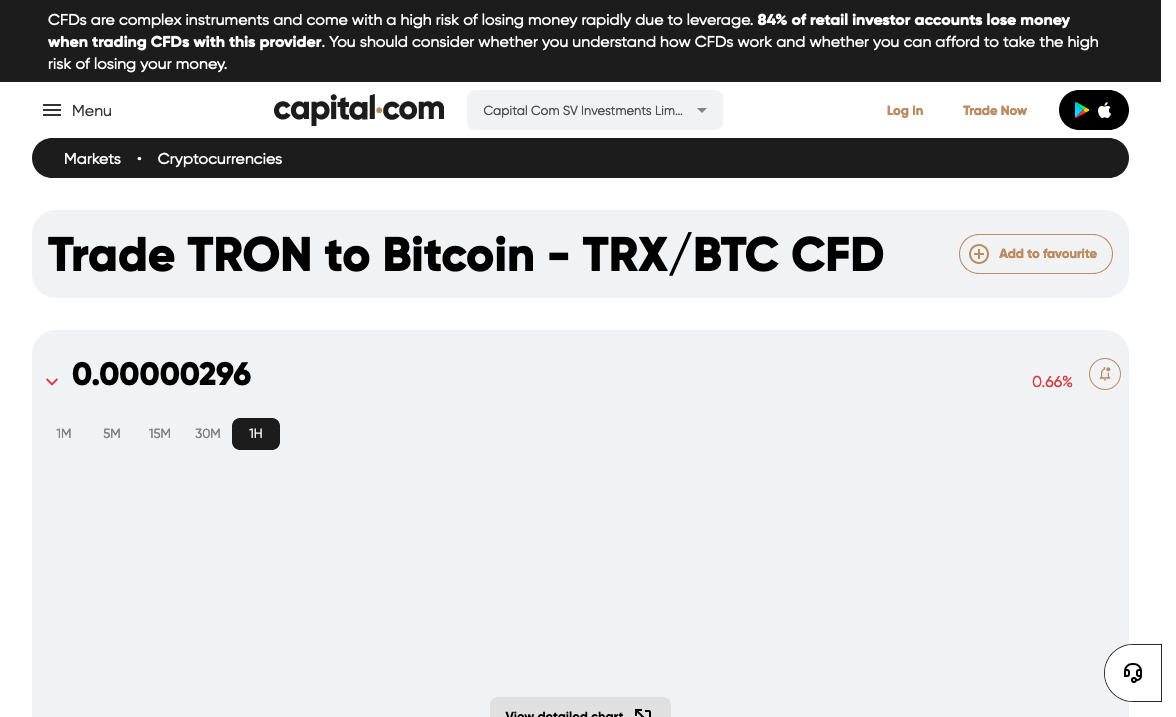 CFDs are complex instruments and come with a high risk of losing money rapidly due to leverage. 84% of retail investor accounts lose money
when trading CFDs with this provider. You should consider whether you understand how CFDs work and whether you can afford to take the high
risk of losing your money.
Menu
capital.com
Capital Com SV Investments Lim...
Log In
Trade Now
Markets • Cryptocurrencies
Trade TRON to Bitcoin - TRX/BTC CFD
Add to favourite
0.00000296
0.66%
1M 5M 15M 30M 1H
View detailed chart